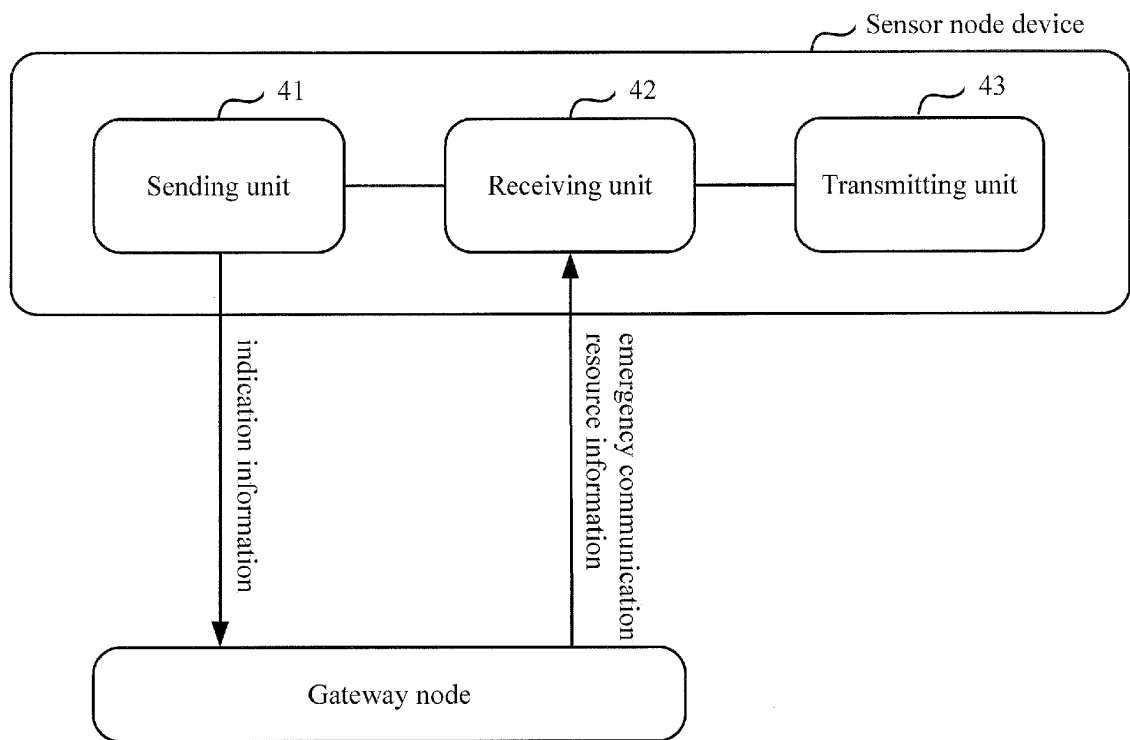 Sensor node device
41
42
43
Sending unit
Receiving unit
Transmitting unit
indication information
emergency communication
resource information
Gateway node